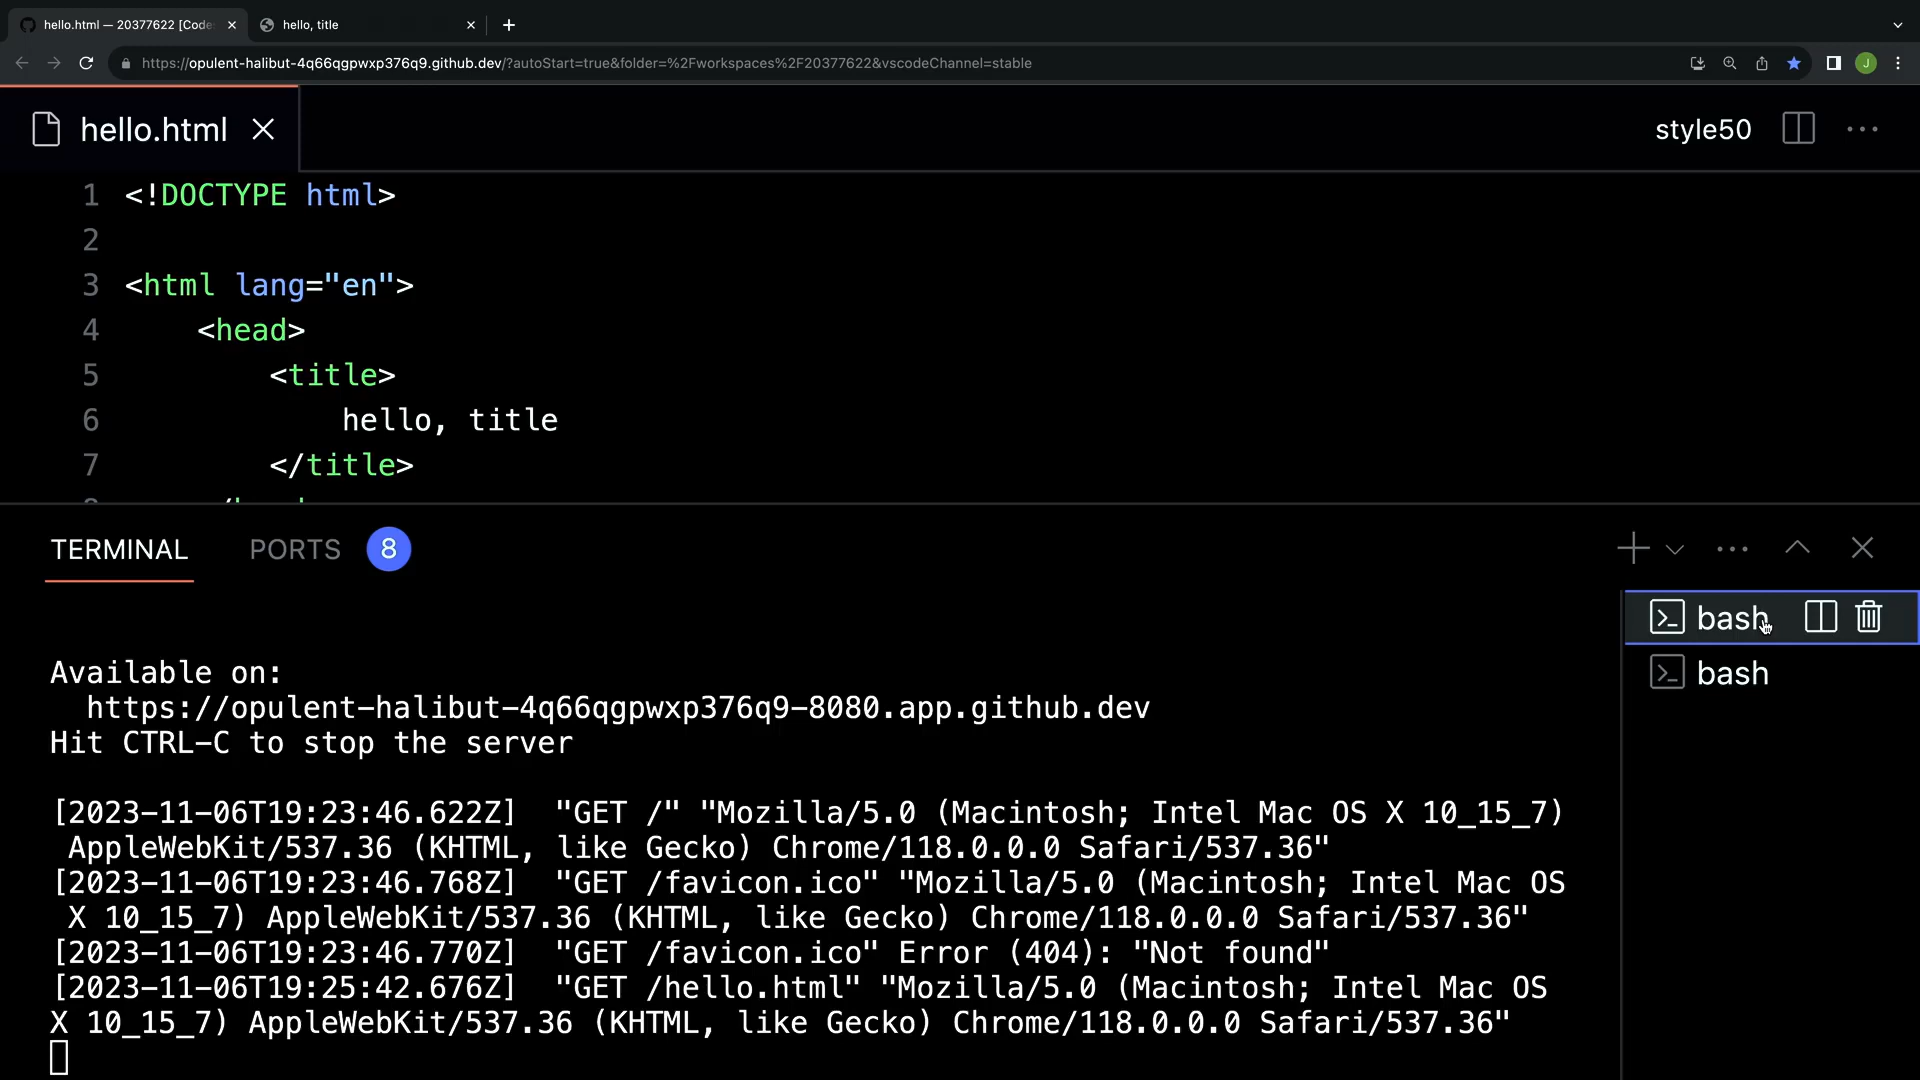 hello.html — 20377622 [Code
hello, title
https://opulent-halibut-4q66qgpwxp376q9.github.dev/?autoStart=true&folder=%2Fworkspaces%2F20377622&vscodeChannel=stable
J
hello.html
style50
1 <!DOCTYPE html>
2
3 <html lang="en">
4 <head>
5 <title>
6 hello, title
7 </title>
TERMINAL PORTS 8
bash
bash
Available on:
https://opulent-halibut-4q66qgpwxp376q9-8080.app.github.dev
Hit CTRL-C to stop the server
[2023-11-06T19:23:46.622Z] "GET /" "Mozilla/5.0 (Macintosh; Intel Mac OS X 10_15_7)
AppleWebKit/537.36 (KHTML, like Gecko) Chrome/118.0.0.0 Safari/537.36"
[2023-11-06T19:23:46.768Z] "GET /favicon.ico" "Mozilla/5.0 (Macintosh; Intel Mac OS
X 10_15_7) AppleWebKit/537.36 (KHTML, like Gecko) Chrome/118.0.0.0 Safari/537.36"
[2023-11-06T19:23:46.770Z] "GET /favicon.ico" Error (404): "Not found"
[2023-11-06T19:25:42.676Z] "GET /hello.html" "Mozilla/5.0 (Macintosh; Intel Mac OS
X 10_15_7) AppleWebKit/537.36 (KHTML, like Gecko) Chrome/118.0.0.0 Safari/537.36"